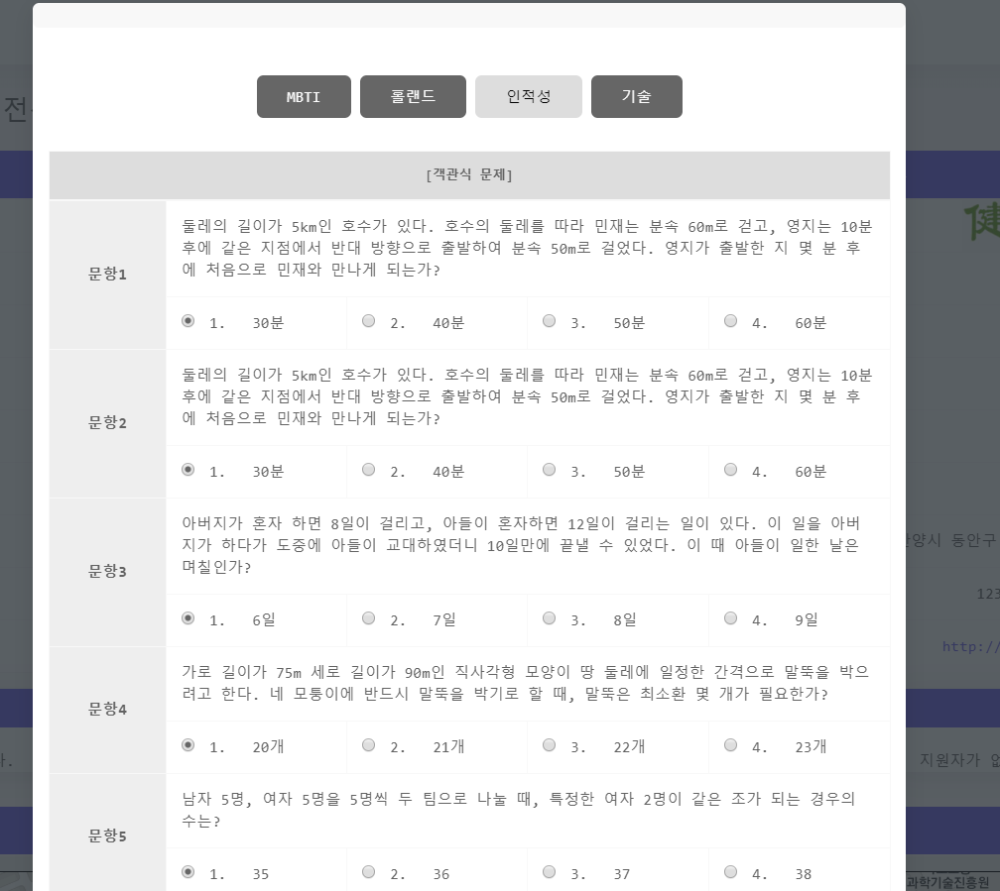 MBTI 홀랜드 인적성 기술
전
[객관식 문제]
문항1
둘레의 길이가 5km인 호수가 있다. 호수의 둘레를 따라 민재는 분속 60m로 걷고, 영지는 10분
후에 같은 지점에서 반대 방향으로 출발하여 분속 50m로 걸었다. 영지가 출발한 지 몇 분 후
에 처음으로 민재와 만나게 되는가?
1. 30분 2. 40분 3. 50분 4. 60분
문항2
둘레의 길이가 5km인 호수가 있다. 호수의 둘레를 따라 민재는 분속 60m로 걷고, 영지는 10분
후에 같은 지점에서 반대 방향으로 출발하여 분속 50m로 걸었다. 영지가 출발한 지 몇 분 후
에 처음으로 민재와 만나게 되는가?
1. 30분 2. 40분 3. 50분 4. 60분
문항3
아버지가 혼자 하면 8일이 걸리고, 아들이 혼자하면 12일이 걸리는 일이 있다. 이 일을 아버
지가 하다가 도중에 아들이 교대하였더니 10일만에 끝낼 수 있었다. 이 때 아들이 일한 날은
며칠인가?
1. 6일 2. 7일 3. 8일 4. 9일
문항4
가로 길이가 75m 세로 길이가 90m인 직사각형 모양이 땅 둘레에 일정한 간격으로 말뚝을 박으
려고 한다. 네 모퉁이에 반드시 말뚝을 박기로 할 때, 말뚝은 최소환 몇 개가 필요한가?
1. 20개 2. 21개 3. 22개 4. 23개
문항5
남자 5명, 여자 5명을 5명씩 두 팀으로 나눌 때, 특정한 여자 2명이 같은 조가 되는 경우의
수는?
1. 35 2. 36 3. 37 4. 38
健
안양시 동안구
123
http://
지원자가 없
과학기술진흥원